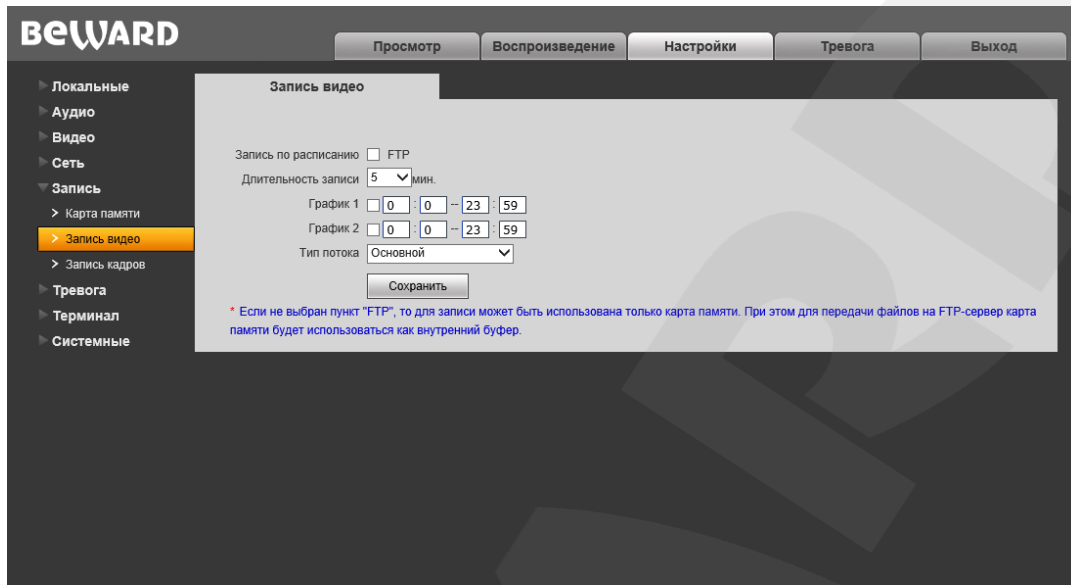 BEWARD
Просмотр Воспроизведение Настройки Тревога Выход
Локальные
Аудио
Видео
Сеть
Запись
Карта памяти
Запись видео
Запись кадров
Тревога
Терминал
Системные
Запись видео
Запись по расписанию FTP
Длительность записи 5 мин.
График 1 0 : 0 -- 23 : 59
График 2 0 : 0 -- 23 : 59
Тип потока Основной
Сохранить
* Если не выбран пункт "FTP", то для записи может быть использована только карта памяти. При этом для передачи файлов на FTP-сервер карта
памяти будет использоваться как внутренний буфер.